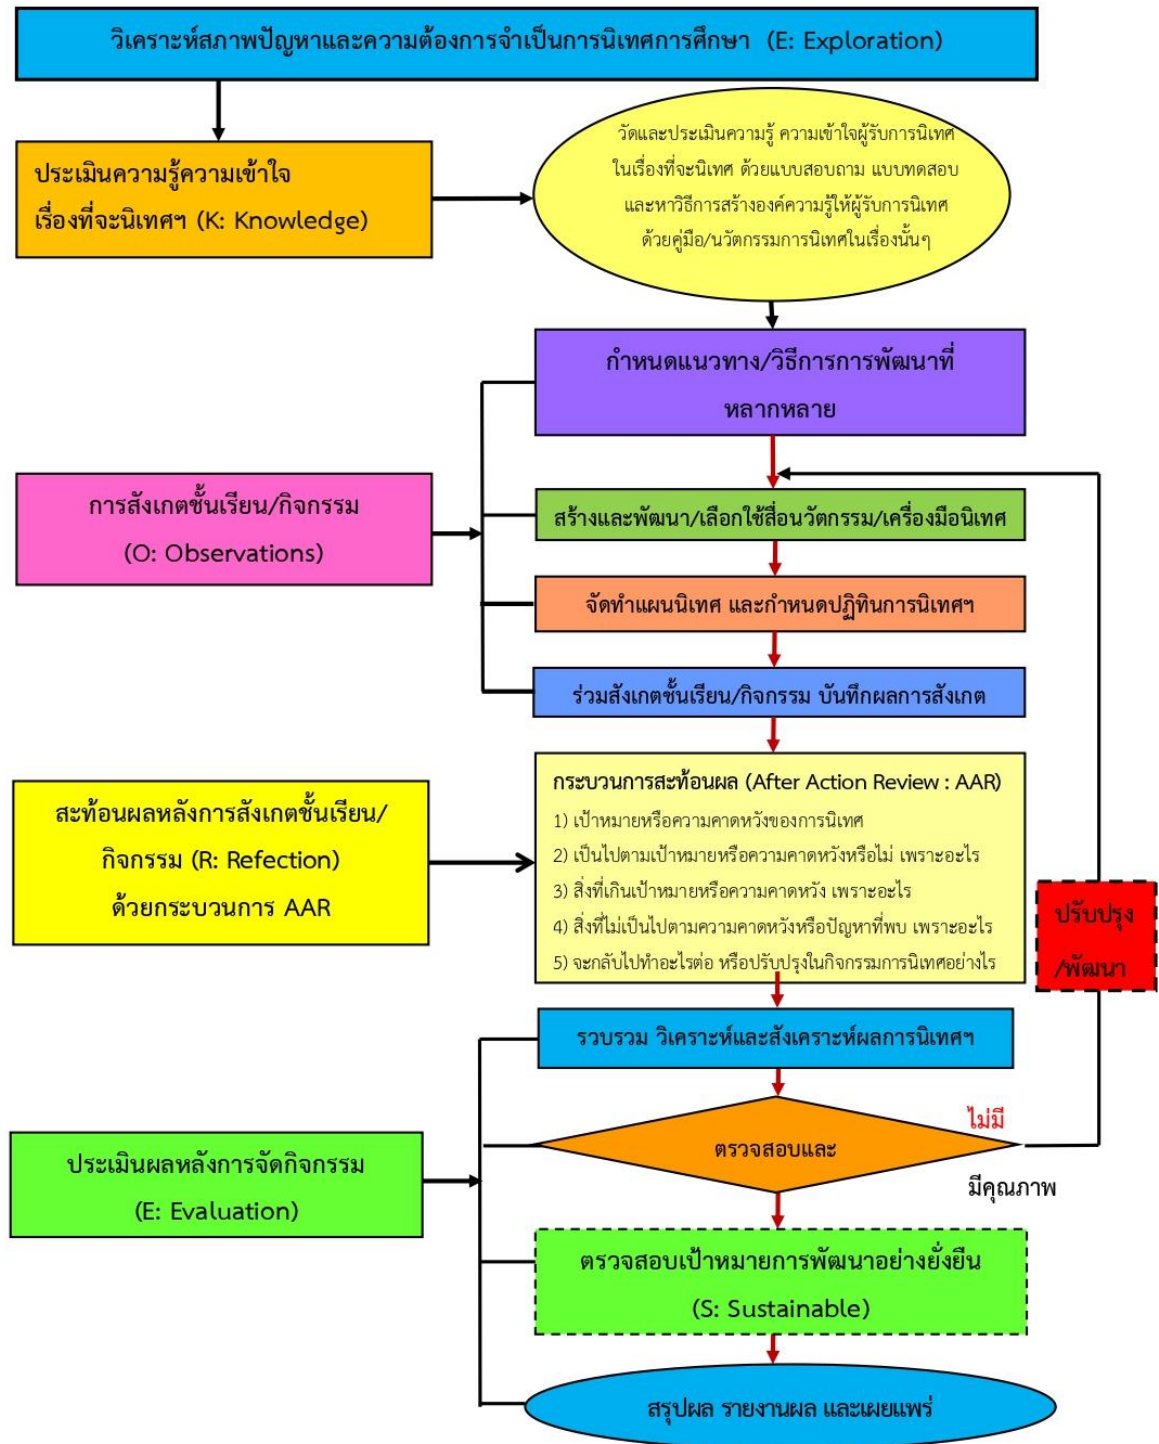 วิเคราะห์สภาพปัญหาและความต้องการจำเป็นการนิเทศการศึกษา (E: Exploration)
ประเมินความรู้ความเข้าใจ
เรื่องที่จะนิเทศฯ (K: Knowledge)
วัดและประเมินความรู้ ความเข้าใจผู้รับการนิเทศ
ในเรื่องที่จะนิเทศ ด้วยแบบสอบถาม แบบทดสอบ
และหาวิธีการสร้างองค์ความรู้ให้ผู้รับการนิเทศ
ด้วยคู่มือ/นวัตกรรมการนิเทศในเรื่องนั้นๆ
กำหนดแนวทาง/วิธีการการพัฒนาที่
หลากหลาย
การสังเกตชั้นเรียน/กิจกรรม
(O: Observations)
สร้างและพัฒนา/เลือกใช้สื่อนวัตกรรม/เครื่องมือนิเทศ
จัดทำแผนนิเทศ และกำหนดปฏิทินการนิเทศฯ
ร่วมสังเกตชั้นเรียน/กิจกรรม บันทึกผลการสังเกต
สะท้อนผลหลังการสังเกตชั้นเรียน/
กิจกรรม (R: Refection)
ด้วยกระบวนการ AAR
กระบวนการสะท้อนผล (After Action Review : AAR)
1) เป้าหมายหรือความคาดหวังของการนิเทศ
2) เป็นไปตามเป้าหมายหรือความคาดหวังหรือไม่ เพราะอะไร
3) สิ่งที่เกินเป้าหมายหรือความคาดหวัง เพราะอะไร
4) สิ่งที่ไม่เป็นไปตามความคาดหวังหรือปัญหาที่พบ เพราะอะไร
5) จะกลับไปทำอะไรต่อ หรือปรับปรุงในกิจกรรมการนิเทศอย่างไร
ปรับปรุง
/พัฒนา
รวบรวม วิเคราะห์และสังเคราะห์ผลการนิเทศฯ
ไม่มี
ตรวจสอบและ
มีคุณภาพ
ประเมินผลหลังการจัดกิจกรรม
(E: Evaluation)
ตรวจสอบเป้าหมายการพัฒนาอย่างยั่งยืน
(S: Sustainable)
สรุปผล รายงานผล และเผยแพร่